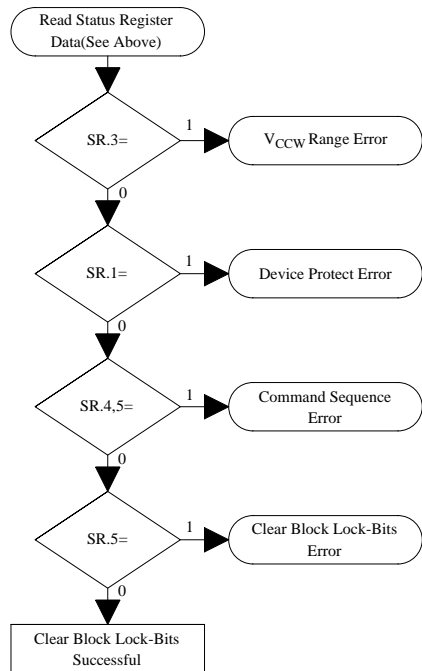 Read Status Register
Data(See Above)
SR.3=
1
VCCW Range Error
0
SR.1=
1
Device Protect Error
0
SR.4,5=
1
Command Sequence
Error
0
SR.5=
1
Clear Block Lock-Bits
Error
0
Clear Block Lock-Bits
Successful